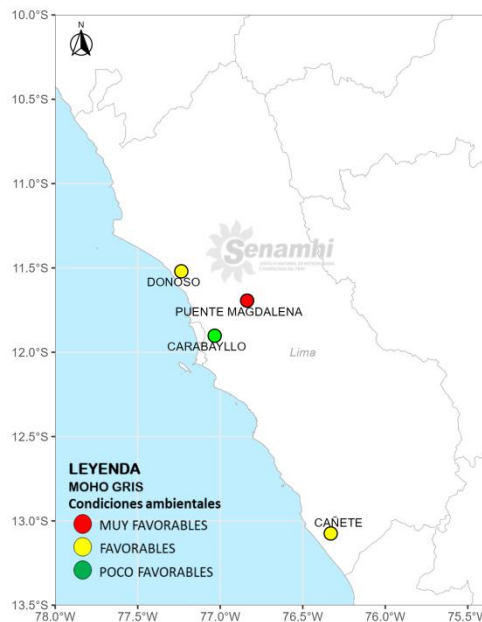 10.0°S
N
10.5°S
11.0°S
11.5°S
12.0°S
12.5°S
13.0°S
13.5°S
Senamhi
DONOSO
PUENTE MAGDALENA
CARABAYLLO
Lima
CAÑETE
LEYENDA
MOHO GRIS
Condiciones ambientales
MUY FAVORABLES
FAVORABLES
POCO FAVORABLES
78.0°W
77.5°W
77.0°W
76.5°W
76.0°W
75.5°W